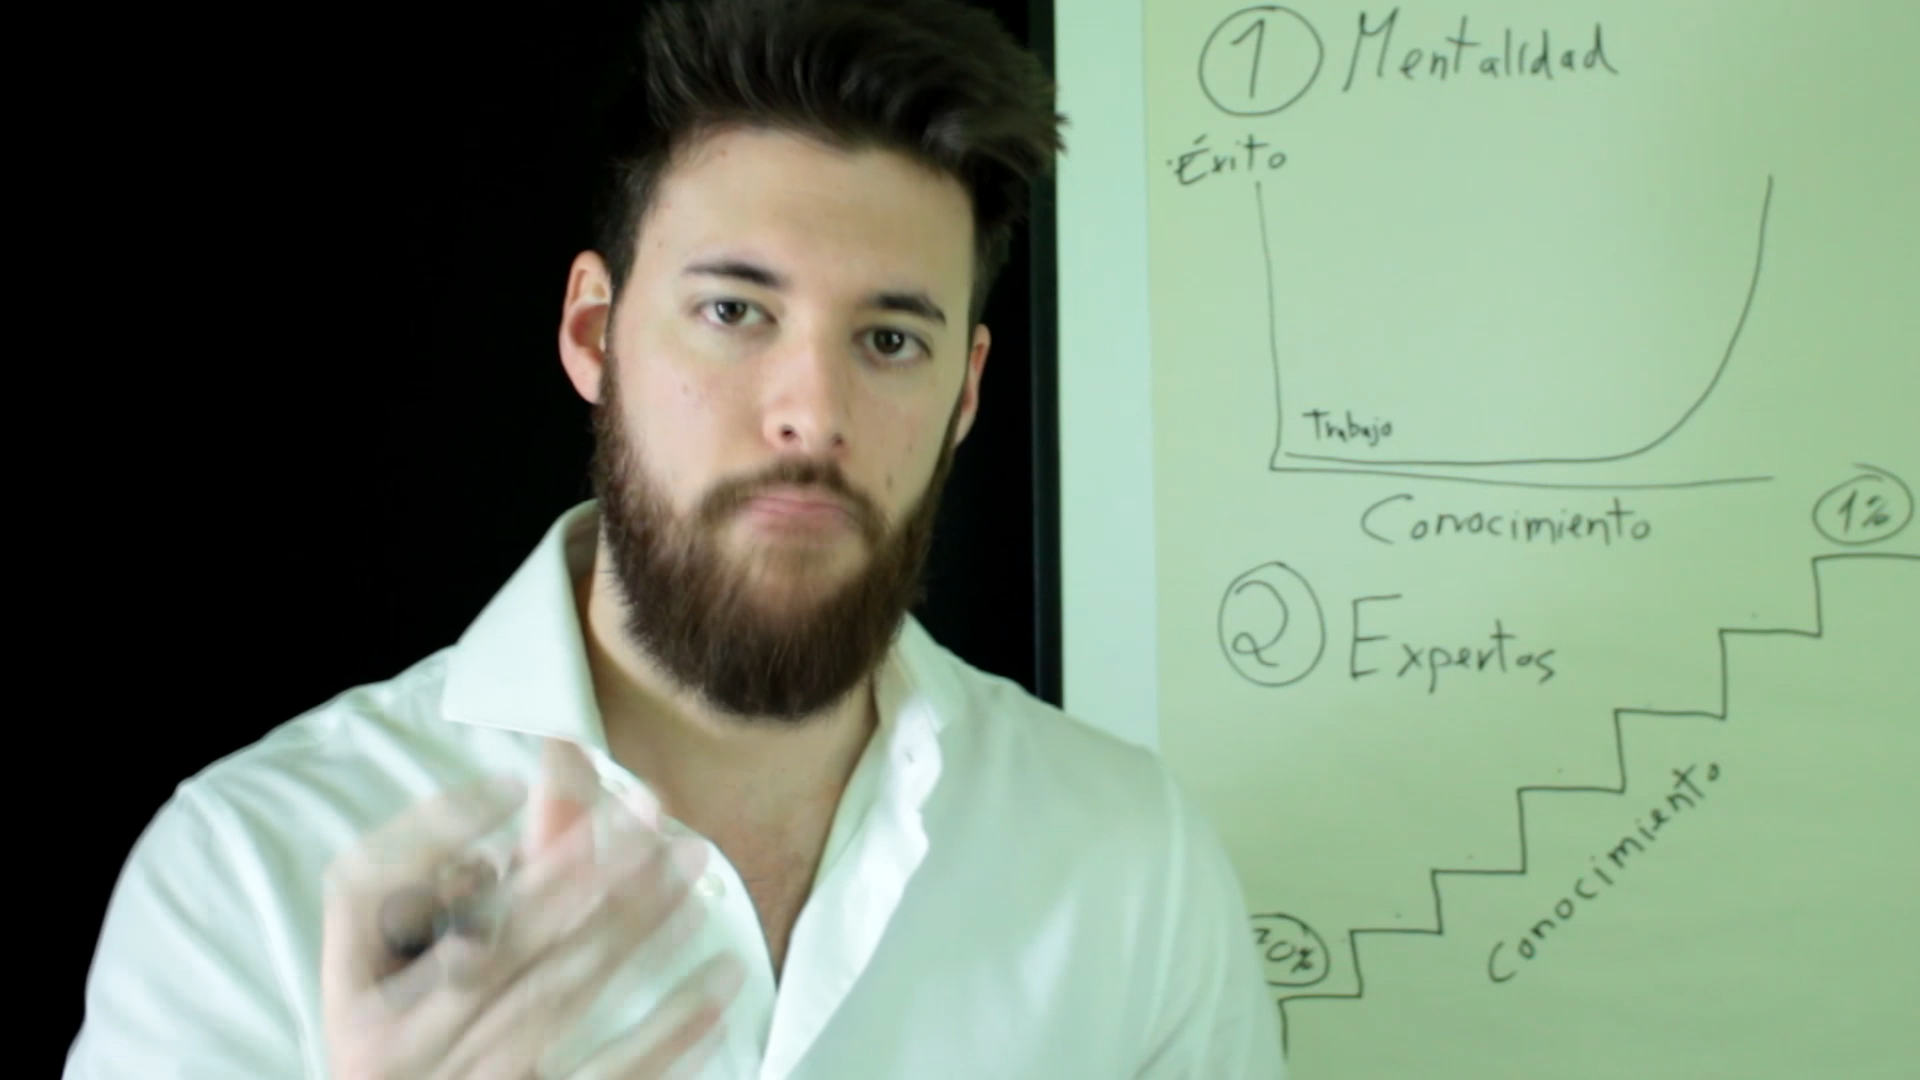 1 Mentalidad
Éxito
Trabajo
Conocimiento
1%
2 Expertos
Conocimiento